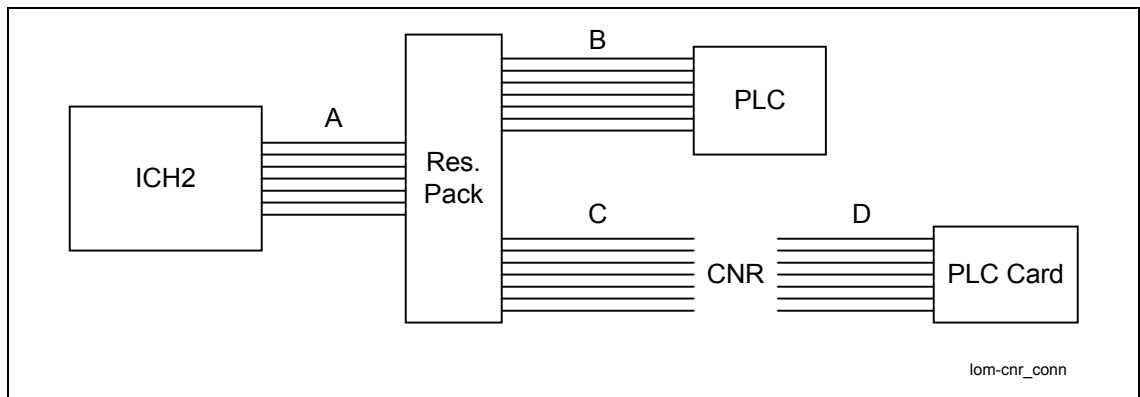 B
PLC
A
ICH2
Res.
Pack
C
D
CNR
PLC Card
lom-cnr_conn